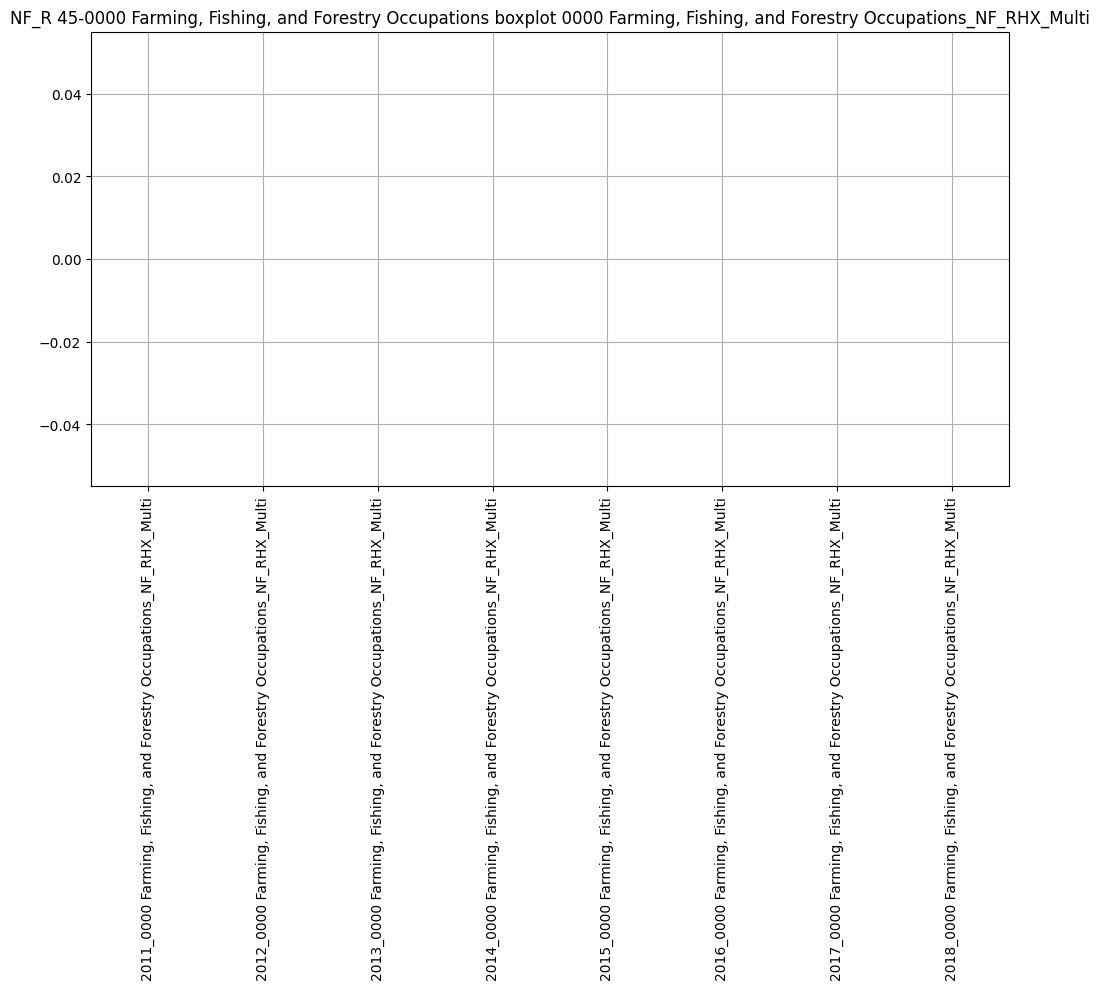 NF_R 45-0000 Farming, Fishing, and Forestry Occupations boxplot 0000 Farming, Fishing, and Forestry Occupations_NF_RHX_Multi
0.04
0.02
0.00
−0.02
−0.04
2011_0000 Farming, Fishing, and Forestry Occupations_NF_RHX_Multi
2012_0000 Farming, Fishing, and Forestry Occupations_NF_RHX_Multi
2013_0000 Farming, Fishing, and Forestry Occupations_NF_RHX_Multi
2014_0000 Farming, Fishing, and Forestry Occupations_NF_RHX_Multi
2015_0000 Farming, Fishing, and Forestry Occupations_NF_RHX_Multi
2016_0000 Farming, Fishing, and Forestry Occupations_NF_RHX_Multi
2017_0000 Farming, Fishing, and Forestry Occupations_NF_RHX_Multi
2018_0000 Farming, Fishing, and Forestry Occupations_NF_RHX_Multi